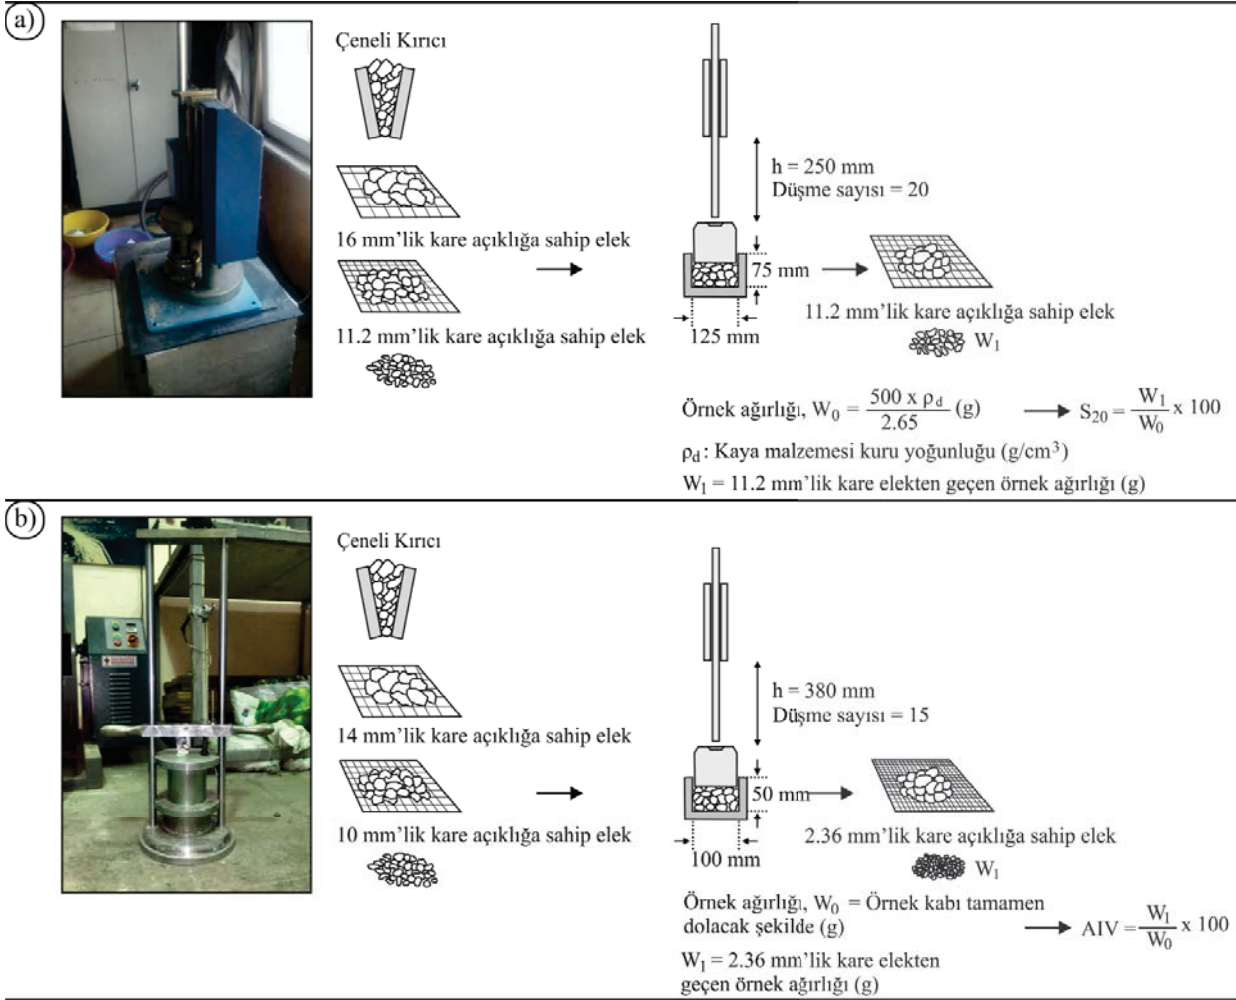 a)
Çeneli Kırıcı
16 mm'lik kare açıklığa sahip elek
11.2 mm'lik kare açıklığa sahip elek
h = 250 mm
Düşme sayısı = 20
75 mm
125 mm
11.2 mm'lik kare açıklığa sahip elek
W₁
Örnek ağırlığı, W₀ = 500 x ρd / 2.65 (g) S₂₀ = W₁ / W₀ x 100
ρd : Kaya malzemesi kuru yoğunluğu (g/cm³)
W₁ = 11.2 mm'lik kare elekten geçen örnek ağırlığı (g)
b)
Çeneli Kırıcı
14 mm'lik kare açıklığa sahip elek
10 mm'lik kare açıklığa sahip elek
h = 380 mm
Düşme sayısı = 15
50 mm
100 mm
2.36 mm'lik kare açıklığa sahip elek
W₁
Örnek ağırlığı, W₀ = Örnek kabı tamamen
dolacak şekilde (g)
AIV = W₁ / W₀ x 100
W₁ = 2.36 mm'lik kare elekten
geçen örnek ağırlığı (g)